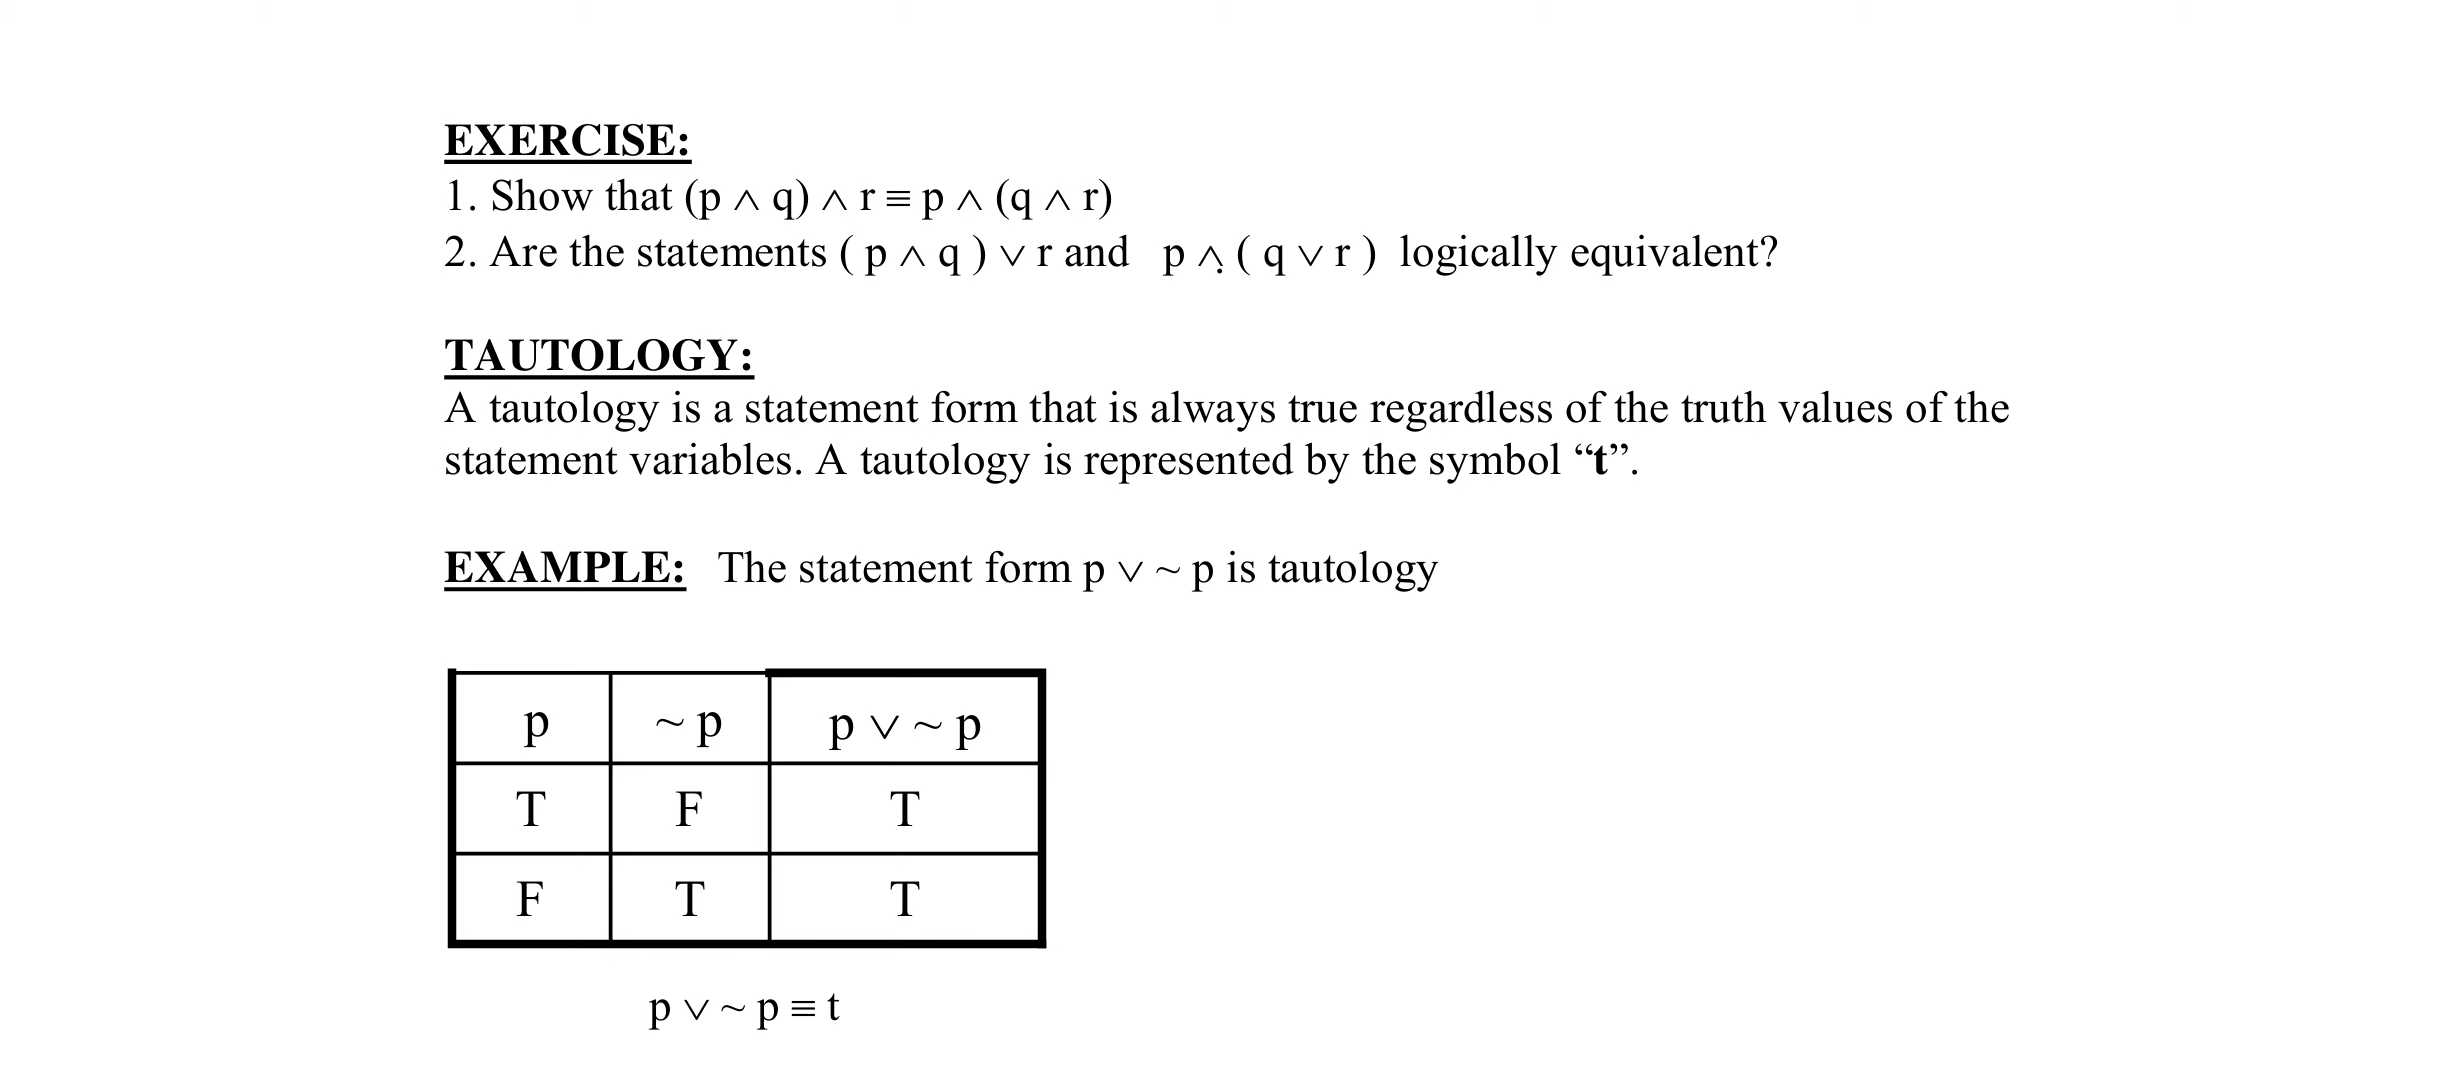 EXERCISE:
1. Show that (p ∧ q) ∧ r ≡ p ∧ (q ∧ r)
2. Are the statements ( p ∧ q ) ∨ r and p ∧ ( q ∨ r ) logically equivalent?
TAUTOLOGY:
A tautology is a statement form that is always true regardless of the truth values of the
statement variables. A tautology is represented by the symbol “t”.
EXAMPLE: The statement form p ∨ ~ p is tautology
p ~ p p ∨ ~ p
T F T
F T T
p ∨ ~ p ≡ t